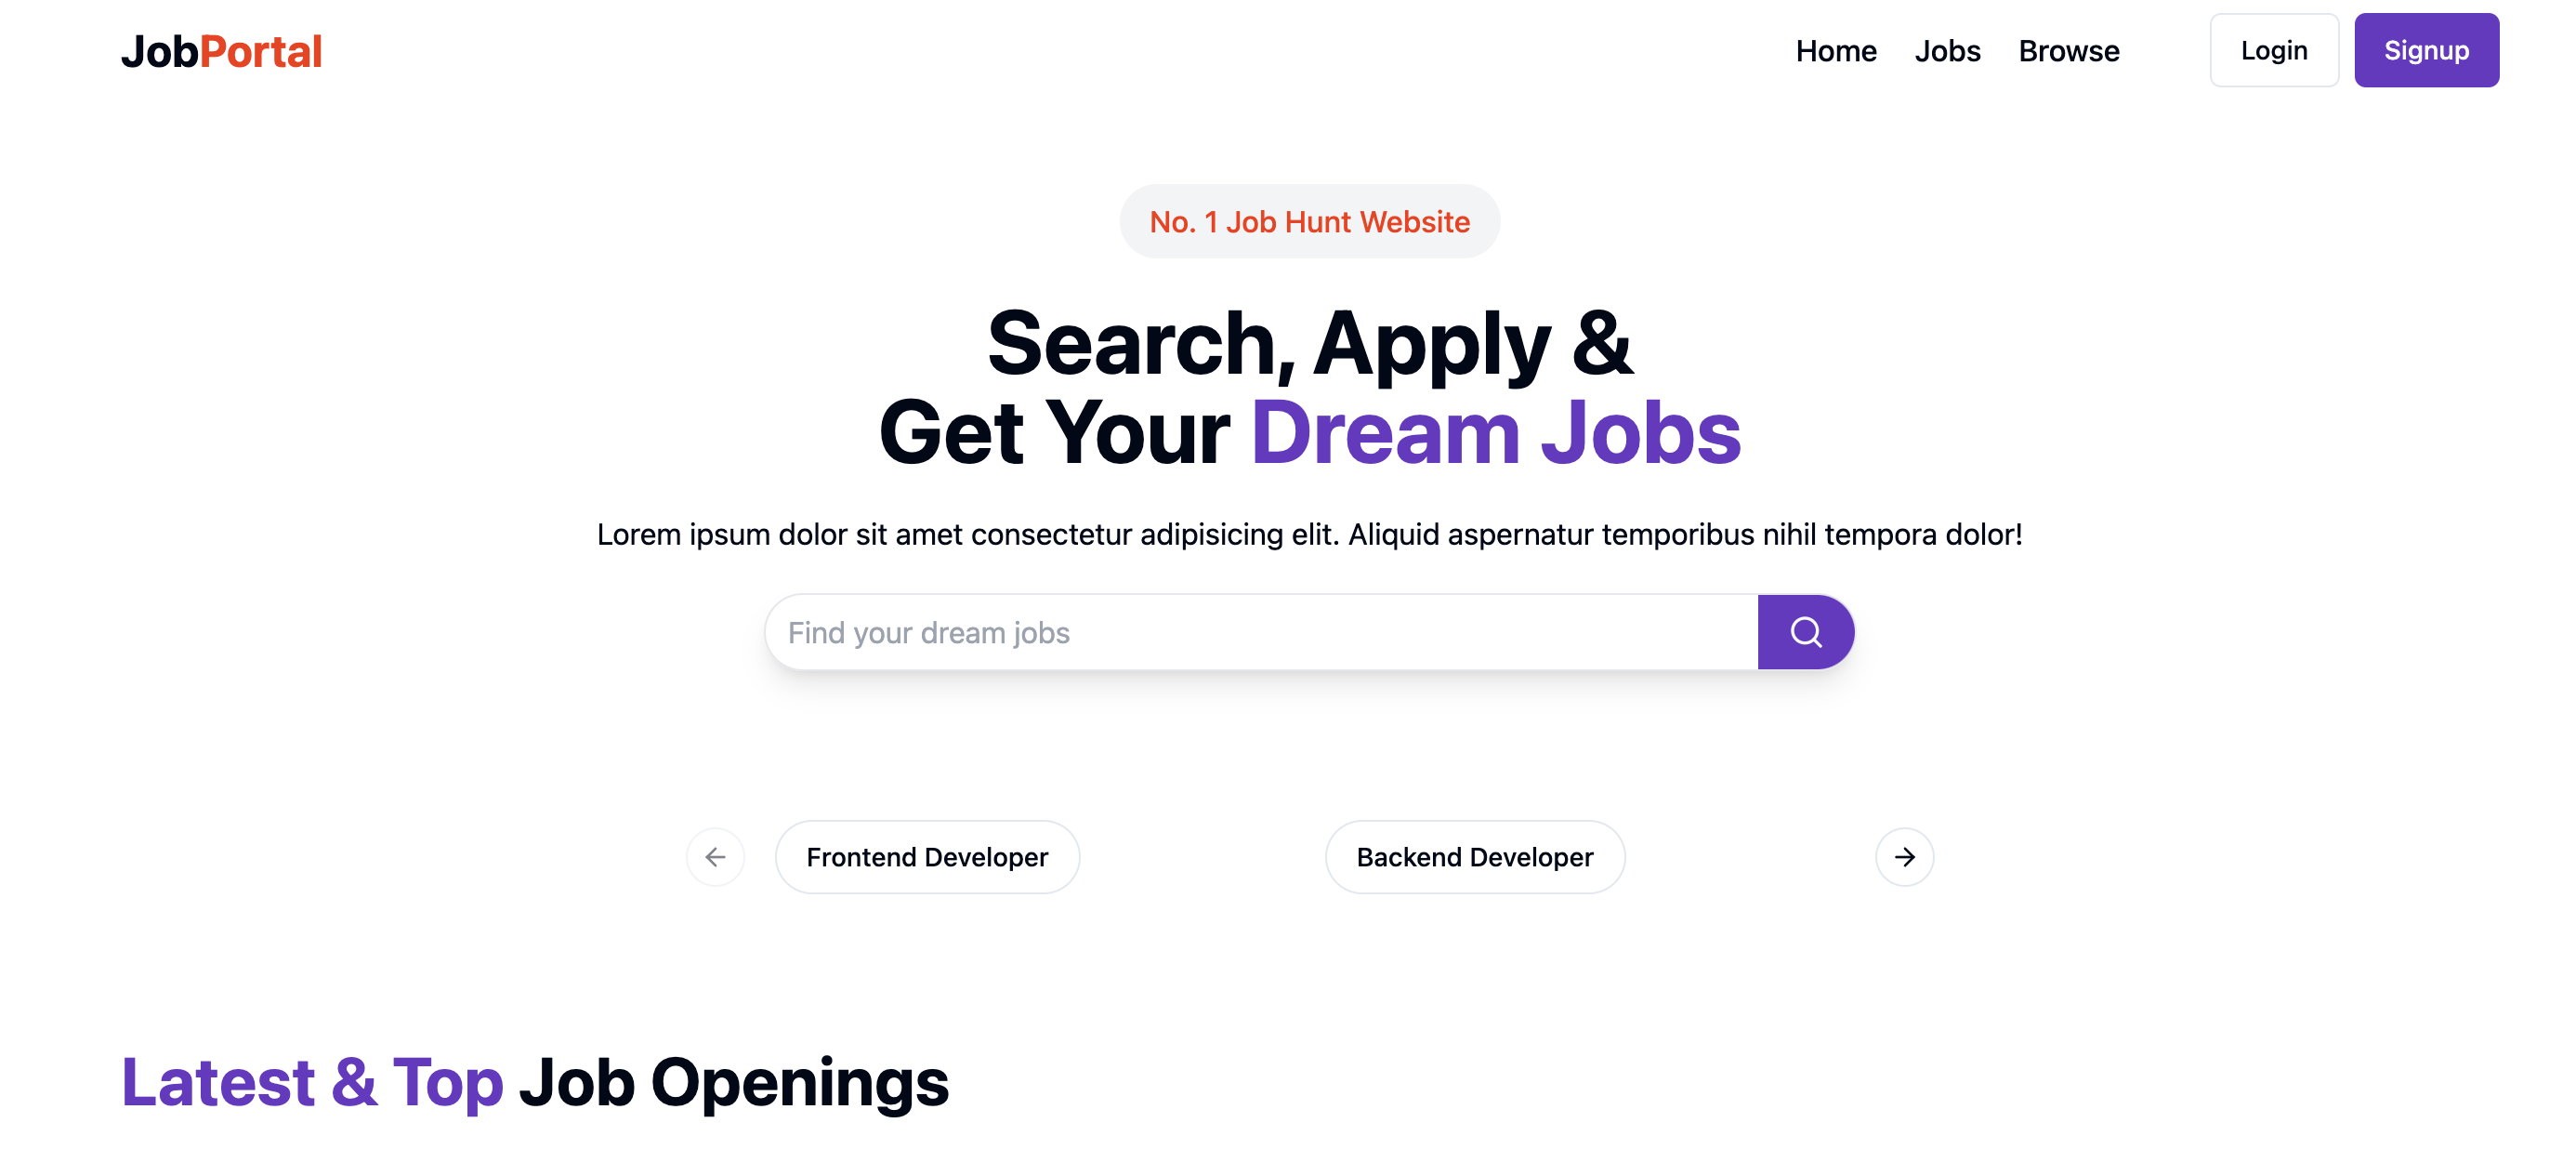 JobPortal
Home Jobs Browse Login Signup
No. 1 Job Hunt Website
Search, Apply &
Get Your Dream Jobs
Lorem ipsum dolor sit amet consectetur adipisicing elit. Aliquid aspernatur temporibus nihil tempora dolor!
Find your dream jobs
Frontend Developer Backend Developer
Latest & Top Job Openings